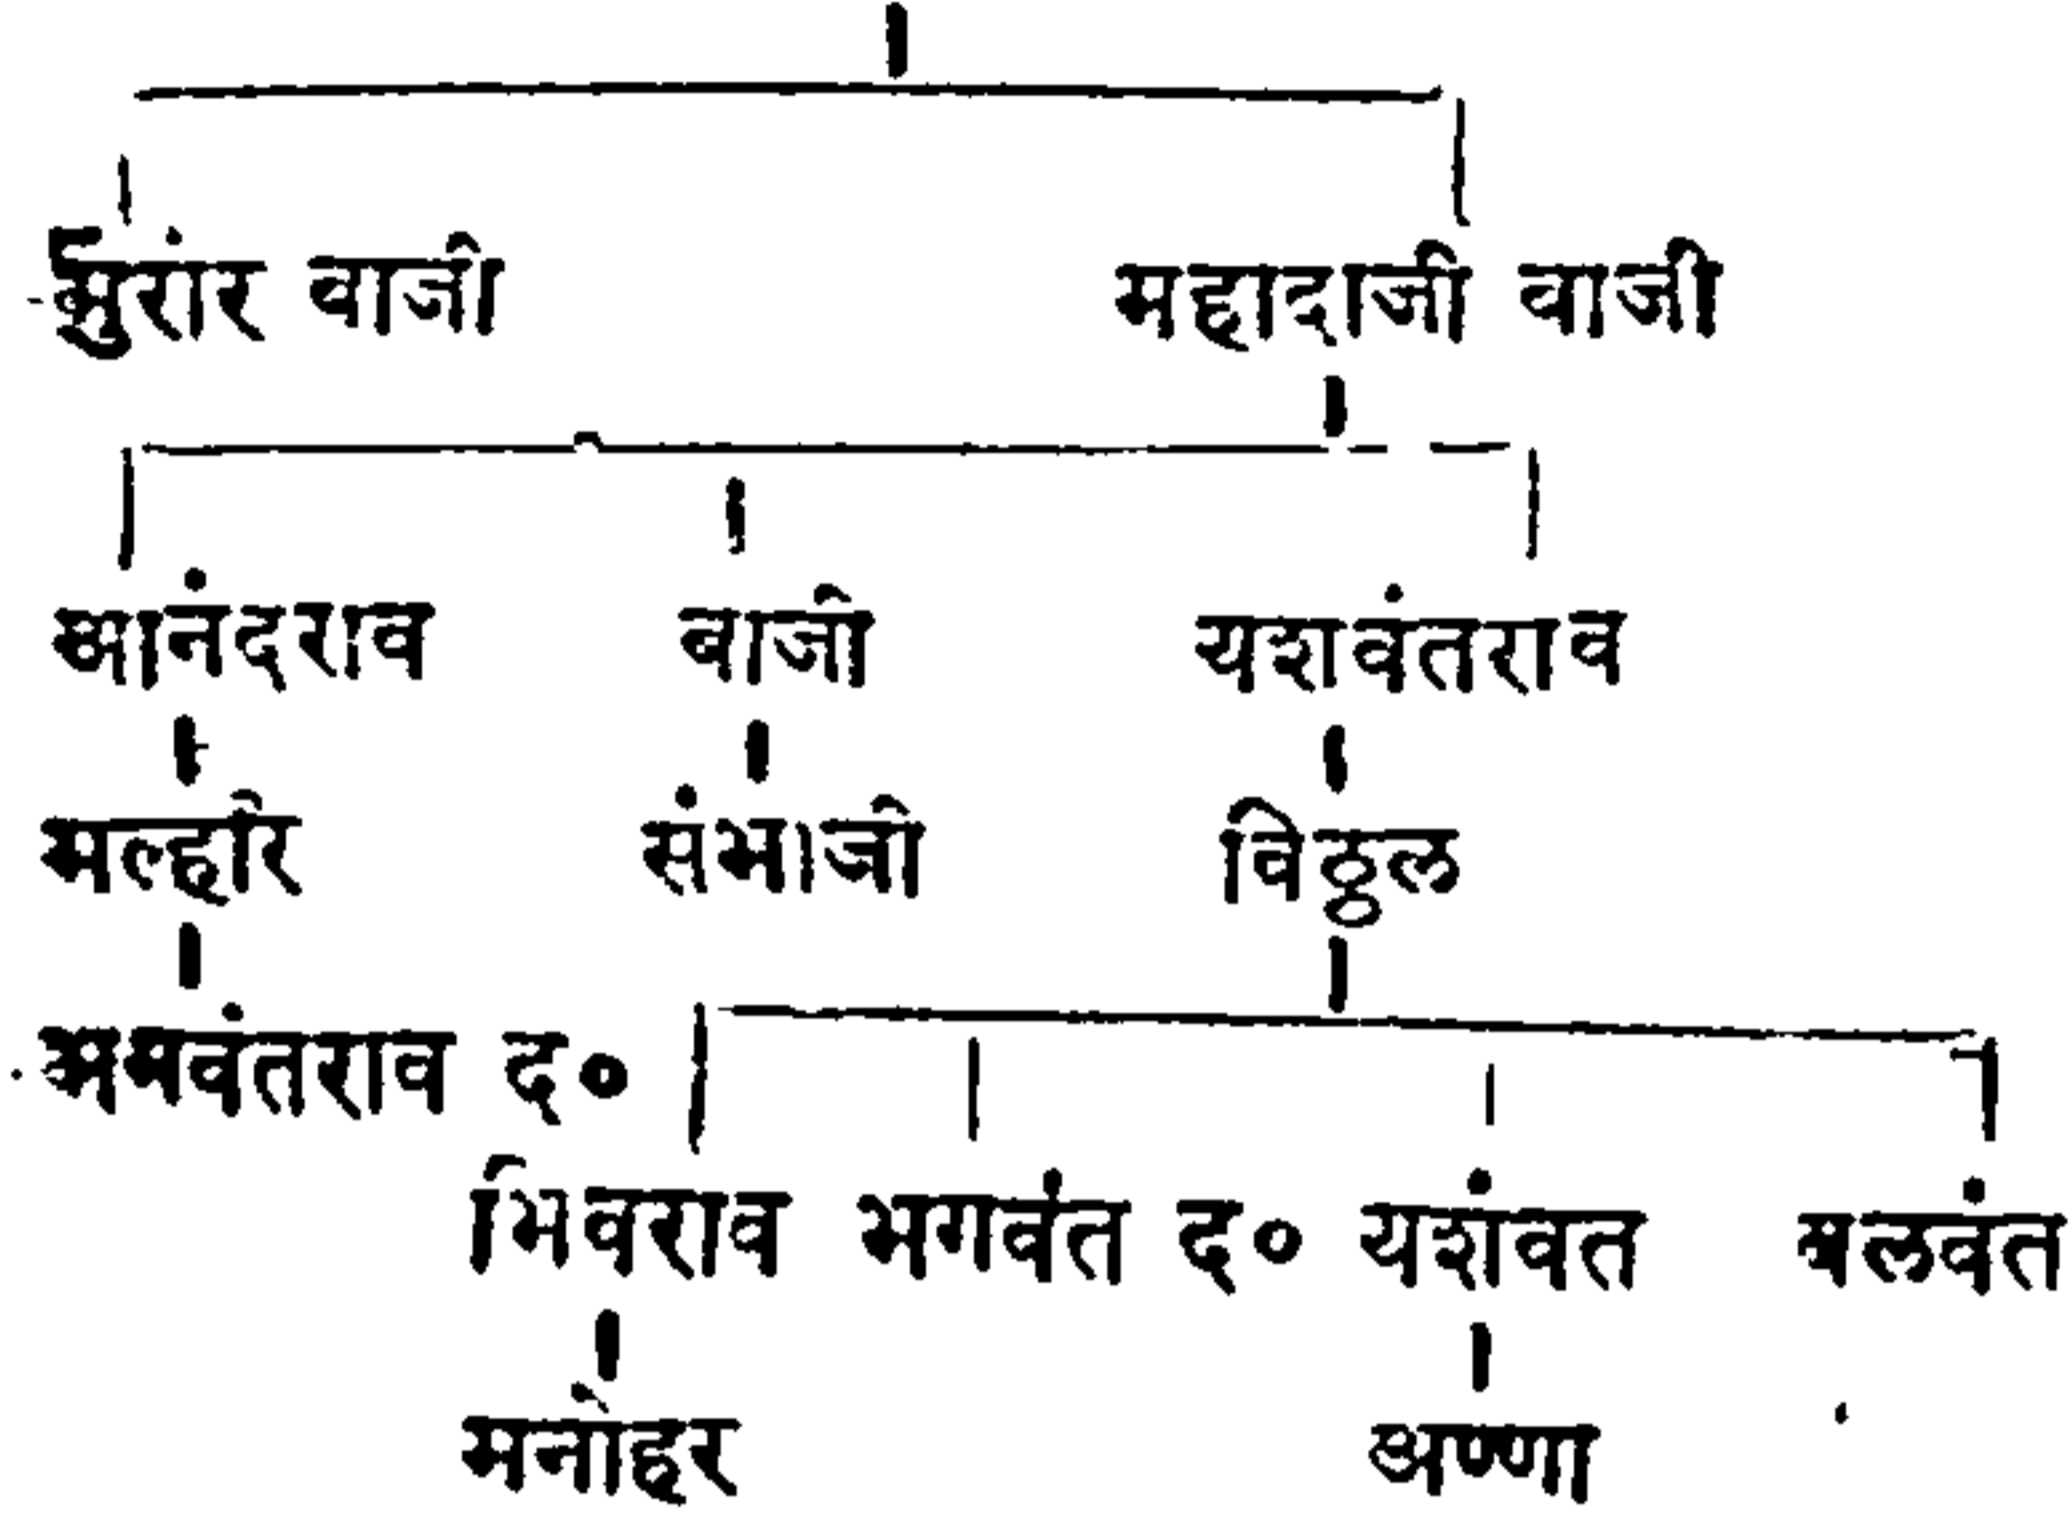 मुरार बाजी महादाजी बाजी
आनंदराव बाजी यशवंतराव
मल्हार संभाजी विठ्ठल
भगवंतराव द०
भिवराव भगवंत द० यशवंत बलवंत
मनोहर अण्णा